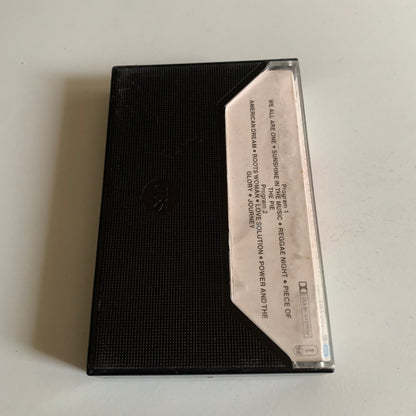 Program 1
WE ALL ARE ONE • SUNSHINE IN THE MUSIC • REGGAE NIGHT • PIECE OF
THE PIE
Program 2
AMERICAN DREAM • ROOTS WOMAN • LOVE SOLUTION • POWER AND THE
GLORY • JOURNEY
CBS